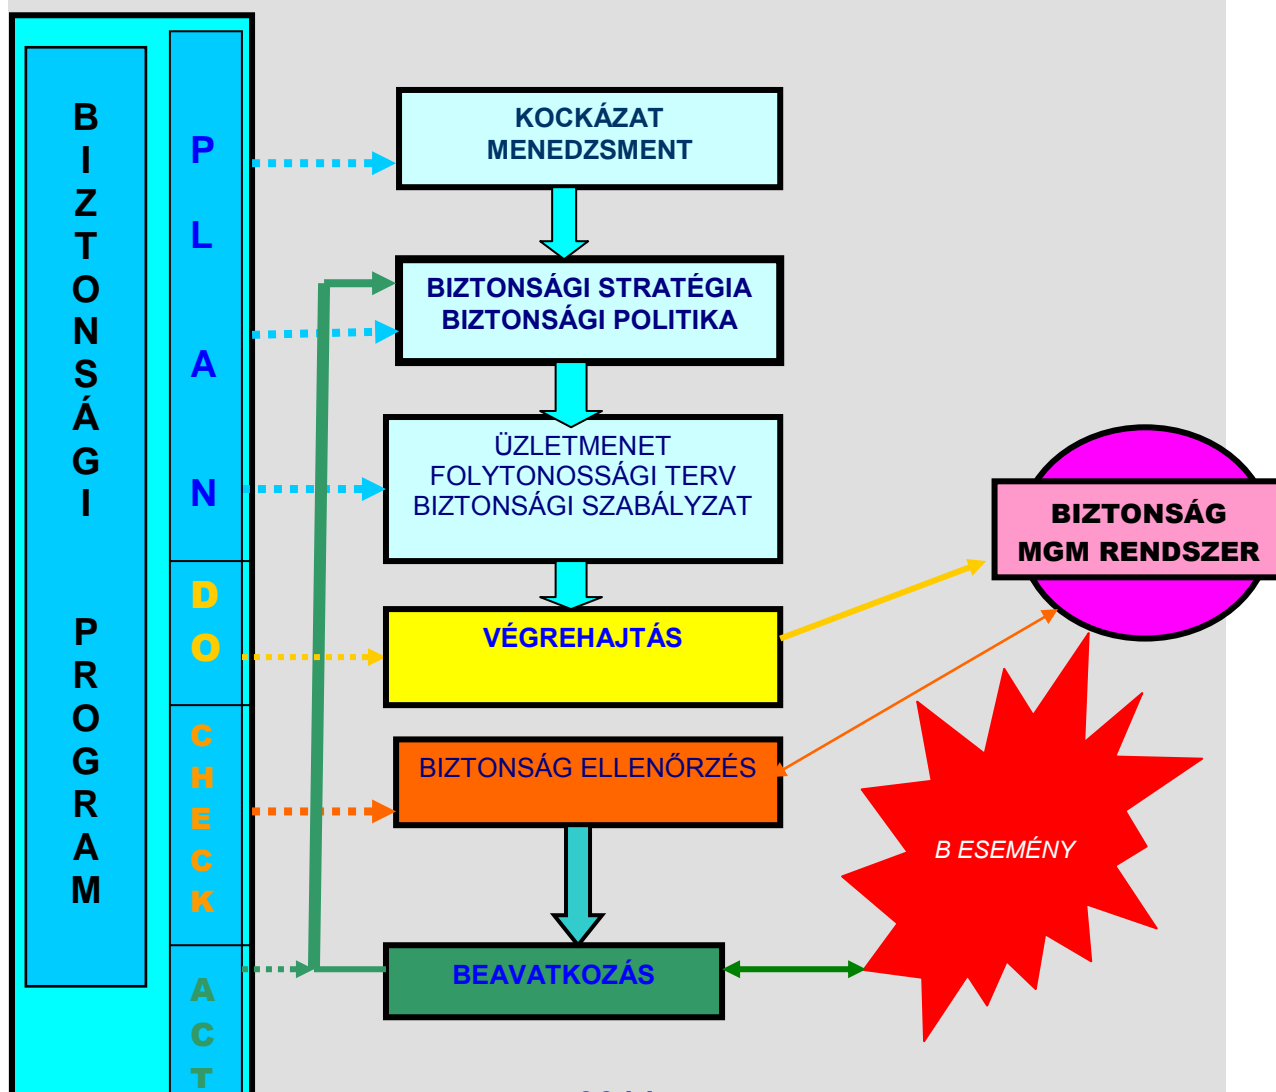 BIZTONSÁGI PROGRAM
PLAN
DO
CHECK
ACT
KOCKÁZAT
MENEDZSMENT
BIZTONSÁGI STRATÉGIA
BIZTONSÁGI POLITIKA
ÜZLETMENET
FOLYTONOSSÁGI TERV
BIZTONSÁGI SZABÁLYZAT
VÉGREHAJTÁS
BIZTONSÁG ELLENŐRZÉS
BEAVATKOZÁS
BIZTONSÁG
MGM RENDSZER
B ESEMÉNY